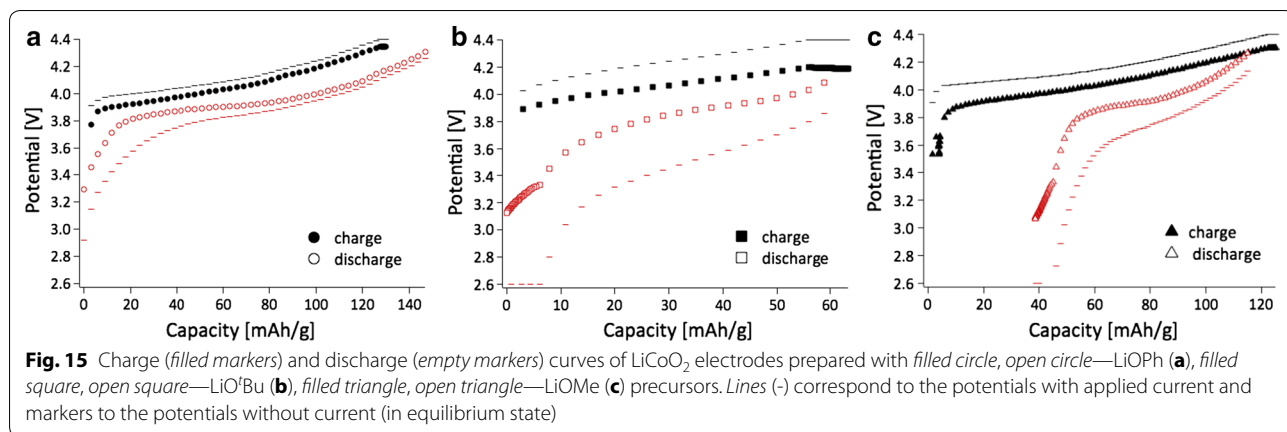 a
b
c
4.4
4.2
4.0
3.8
3.6
3.4
3.2
3.0
2.8
2.6
Potential [V]
0 20 40 60 80 100 120 140
Capacity [mAh/g]
charge
discharge
4.4
4.2
4.0
3.8
3.6
3.4
3.2
3.0
2.8
2.6
Potential [V]
0 10 20 30 40 50 60
Capacity [mAh/g]
charge
discharge
4.4
4.2
4.0
3.8
3.6
3.4
3.2
3.0
2.8
2.6
Potential [V]
0 20 40 60 80 100 120
Capacity [mAh/g]
charge
discharge
Fig. 15 Charge (filled markers) and discharge (empty markers) curves of LiCoO₂ electrodes prepared with filled circle, open circle—LiOPh (a), filled
square, open square—LiOᵗBu (b), filled triangle, open triangle—LiOMe (c) precursors. Lines (-) correspond to the potentials with applied current and
markers to the potentials without current (in equilibrium state)